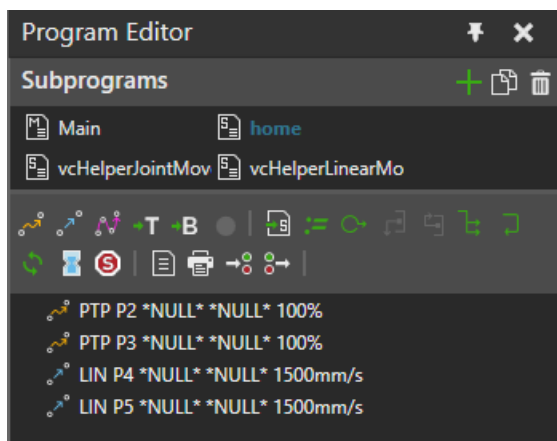 Program Editor
Subprograms
Main
home
vcHelperJointMov
vcHelperLinearMo
PTP P2 *NULL* *NULL* 100%
PTP P3 *NULL* *NULL* 100%
LIN P4 *NULL* *NULL* 1500mm/s
LIN P5 *NULL* *NULL* 1500mm/s